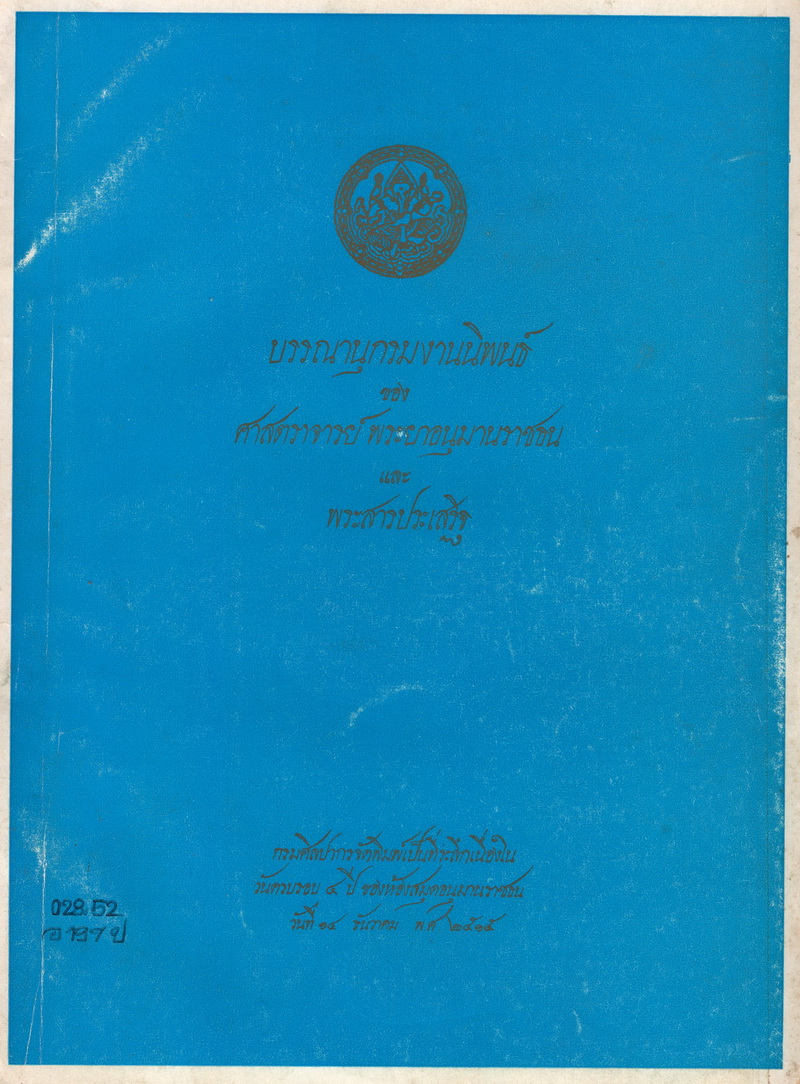 บรรณานุกรมงานนิพนธ์
ของ
ศาสตราจารย์ พระยาอนุมานราชธน
และ
พระสารประเสริฐ
กรมศิลปากรจัดพิมพ์เป็นที่ระลึกเนื่องใน
วันครบรอบ ๔ ปี ของห้องสมุดอนุมานราชธน
วันที่ ๑๔ ธันวาคม พ.ศ. ๒๕๑๕
028.52